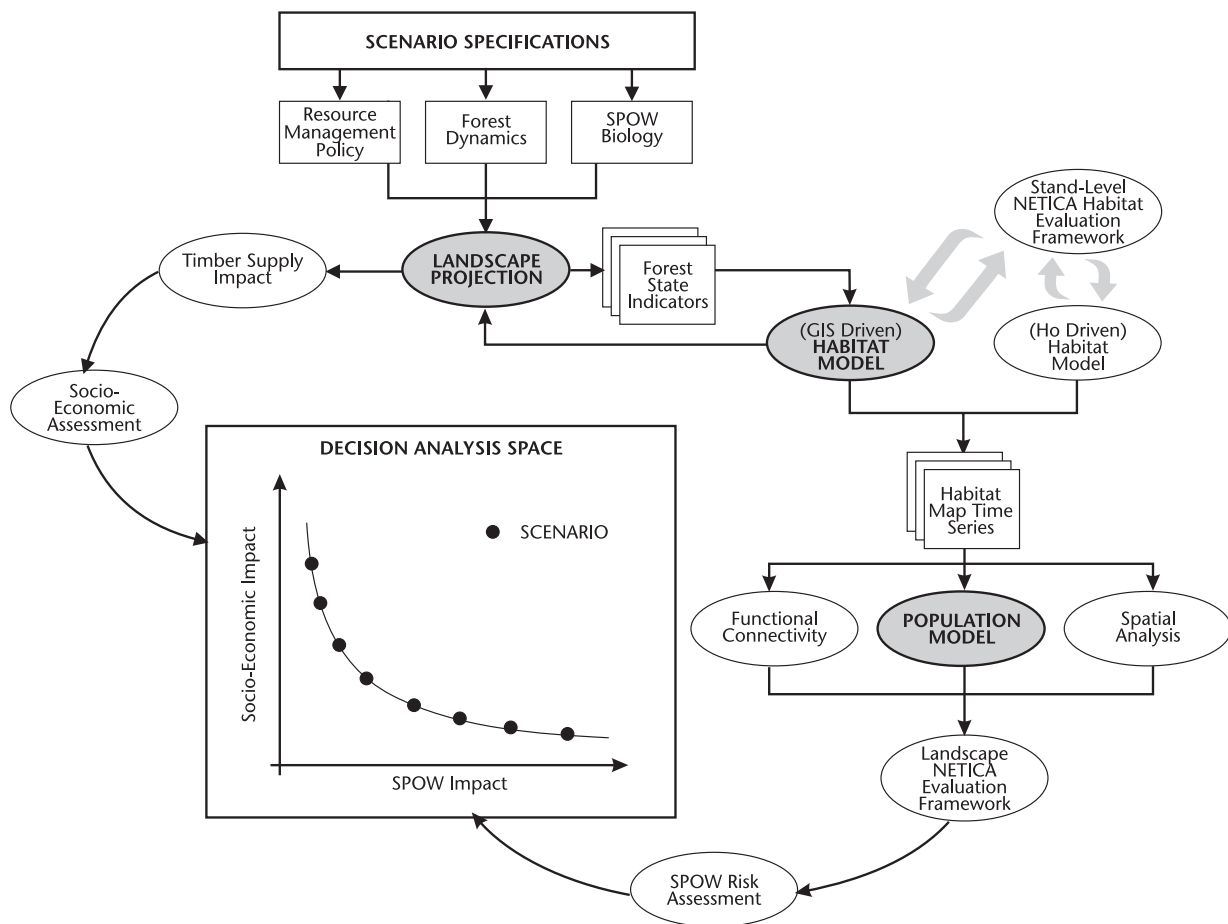 SCENARIO SPECIFICATIONS
Resource
Management
Policy
Forest
Dynamics
SPOW
Biology
Stand-Level
NETICA Habitat
Evaluation
Framework
Timber Supply
Impact
LANDSCAPE
PROJECTION
Forest
State
Indicators
(GIS Driven)
HABITAT
MODEL
(Ho Driven)
Habitat
Model
Socio-
Economic
Assessment
DECISION ANALYSIS SPACE
SCENARIO
Socio-Economic Impact
SPOW Impact
Habitat
Map Time
Series
Functional
Connectivity
POPULATION
MODEL
Spatial
Analysis
Landscape
NETICA
Evaluation
Framework
SPOW Risk
Assessment